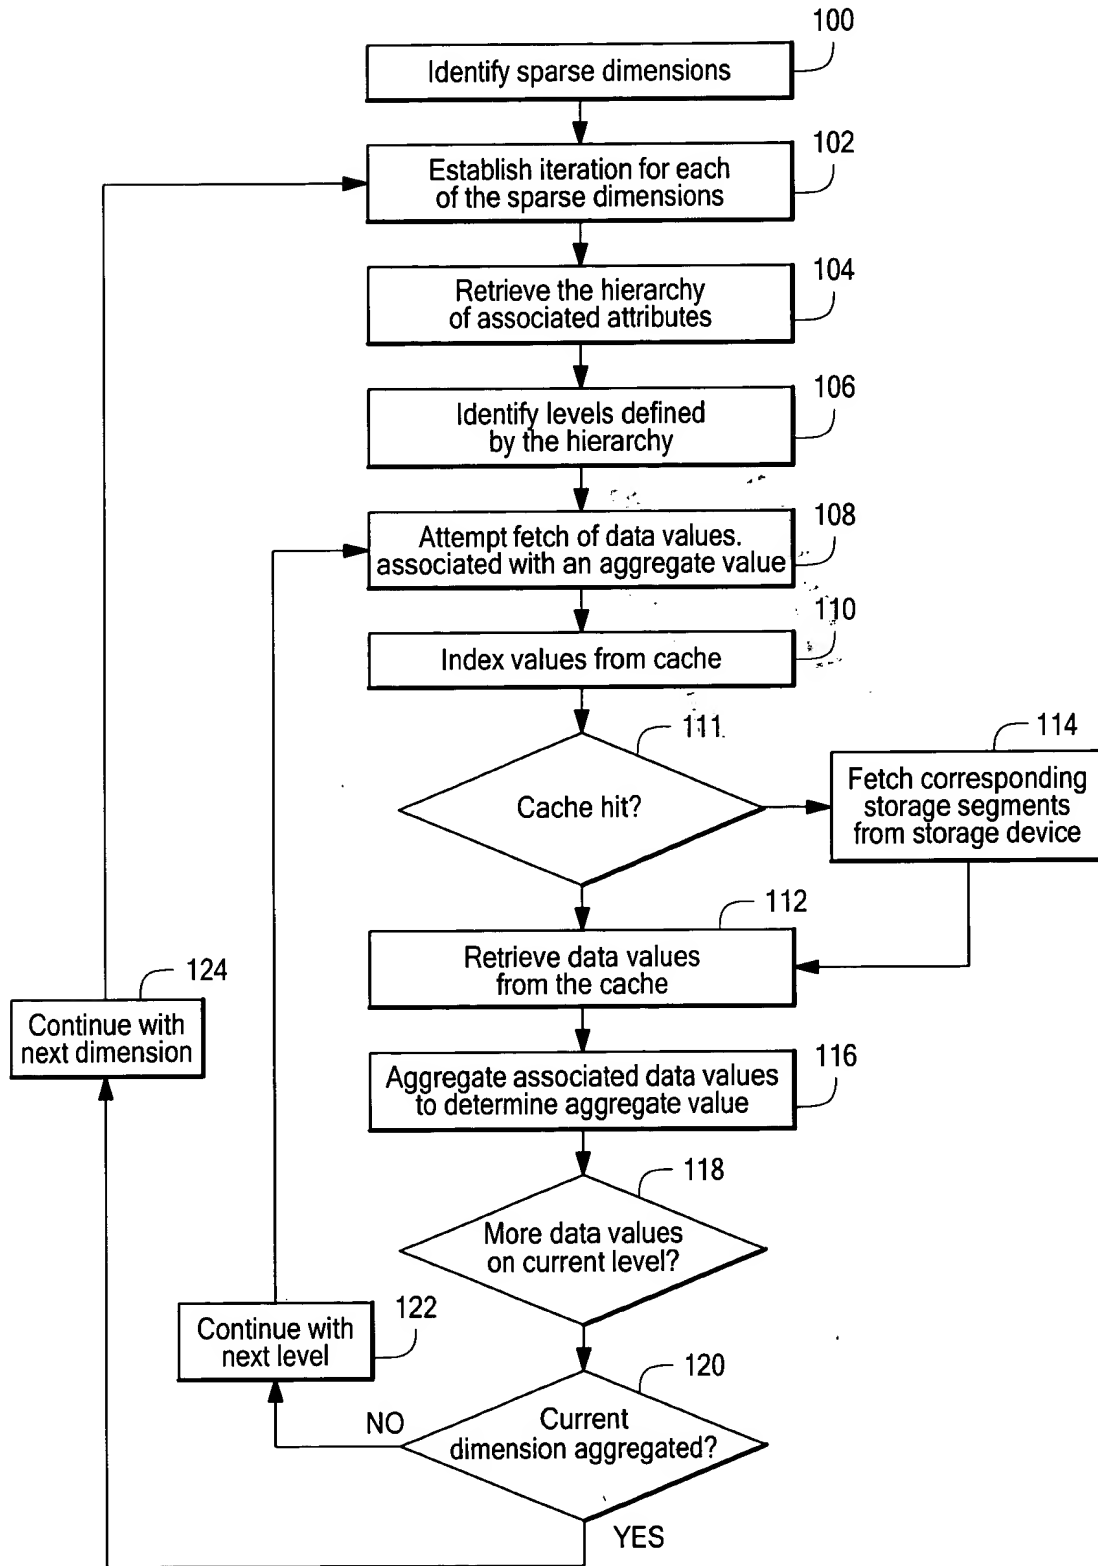 100
Identify sparse dimensions
102
Establish iteration for each
of the sparse dimensions
104
Retrieve the hierarchy
of associated attributes
106
Identify levels defined
by the hierarchy
108
Attempt fetch of data values.
associated with an aggregate value
110
Index values from cache
111
Cache hit?
114
Fetch corresponding
storage segments
from storage device
112
Retrieve data values
from the cache
124
Continue with
next dimension
116
Aggregate associated data values
to determine aggregate value
118
More data values
on current level?
122
Continue with
next level
120
Current
dimension aggregated?
NO
YES